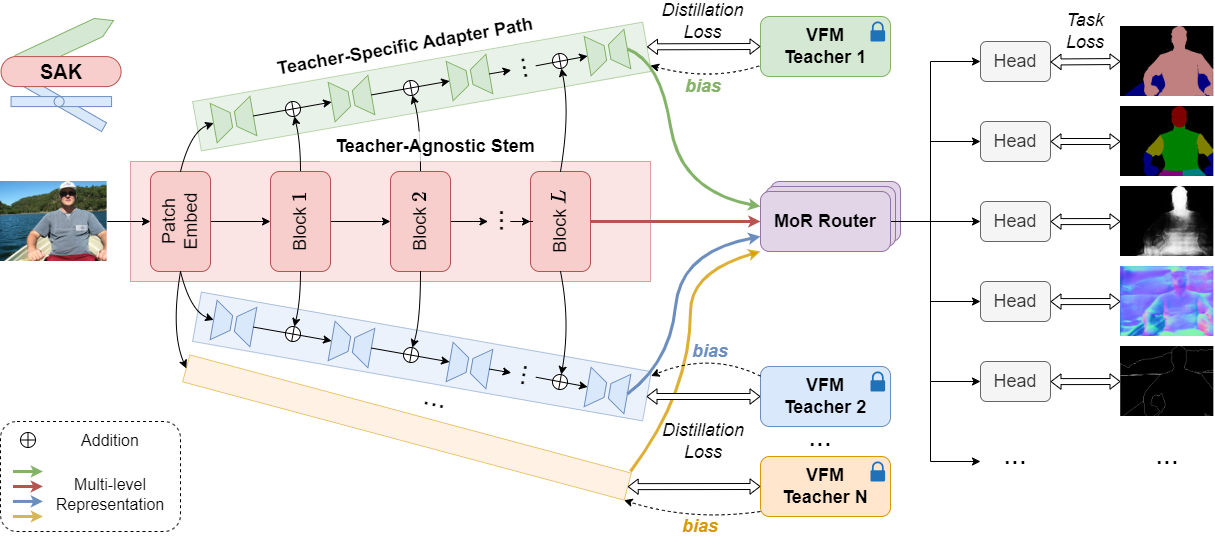 SAK
Teacher-Specific Adapter Path
Distillation
Loss
VFM
Teacher 1
bias
Task
Loss
Head
Teacher-Agnostic Stem
Patch
Embed
Block 1
Block 2
...
Block L
MoR Router
Head
Head
Head
Head
bias
VFM
Teacher 2
...
Distillation
Loss
VFM
Teacher N
bias
...
...
...
Addition
Multi-level
Representation